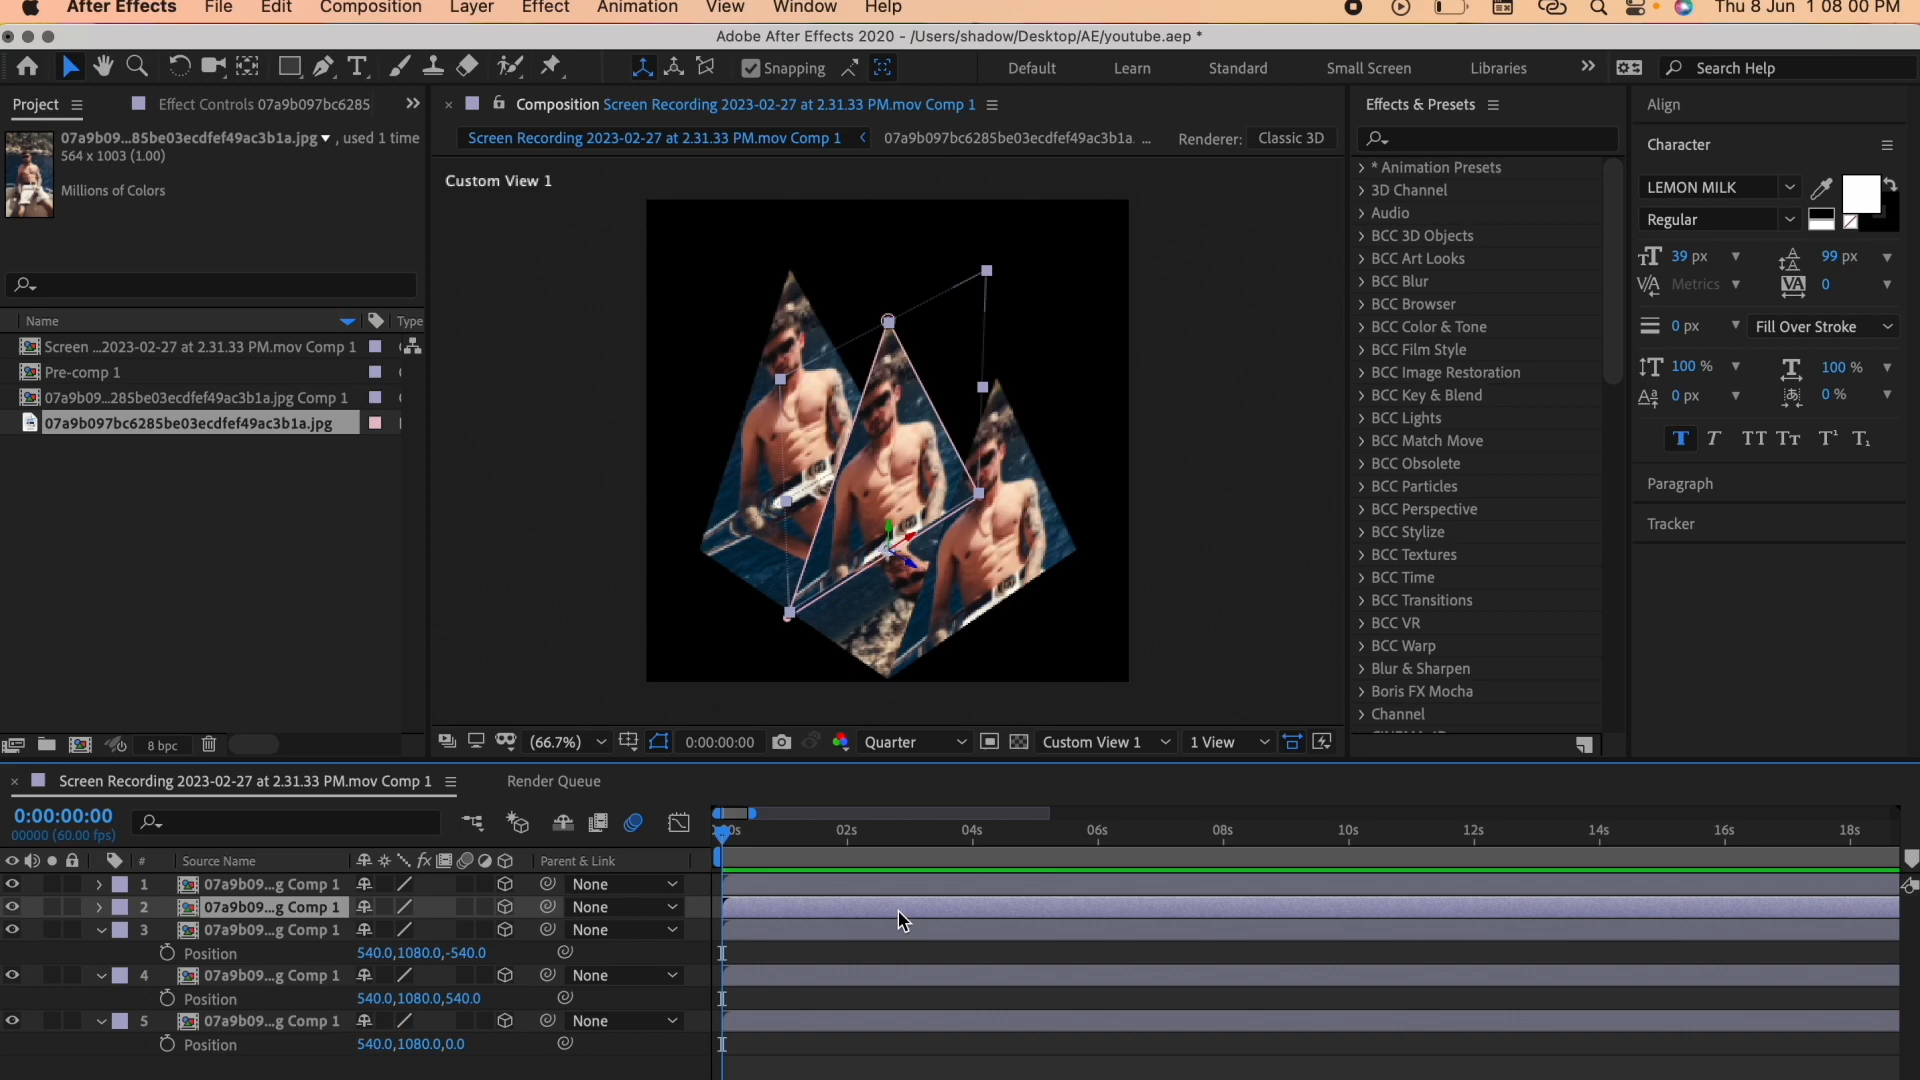 After Effects File Edit Composition Layer Effect Animation View Window Help Thu 8 Jun 1 08 00 PM
Adobe After Effects 2020 - /Users/shadow/Desktop/AE/youtube.aep *
Snapping Default Learn Standard Small Screen Libraries Search Help
Project Effect Controls 07a9b097bc6285 Composition Screen Recording 2023-02-27 at 2.31.33 PM.mov Comp 1 Effects & Presets Align
07a9b09...85be03ecdfef49ac3b1a.jpg , used 1 time
564 x 1003 (1.00)
Millions of Colors
Screen Recording 2023-02-27 at 2.31.33 PM.mov Comp 1 07a9b097bc6285be03ecdfef49ac3b1a. ... Renderer: Classic 3D
Custom View 1
Name Type
Screen ...2023-02-27 at 2.31.33 PM.mov Comp 1
Pre-comp 1
07a9b09...285be03ecdfef49ac3b1a.jpg Comp 1
07a9b097bc6285be03ecdfef49ac3b1a.jpg
8 bpc
(66.7%) 0:00:00:00 Quarter Custom View 1 1 View
* Animation Presets
3D Channel
Audio
BCC 3D Objects
BCC Art Looks
BCC Blur
BCC Browser
BCC Color & Tone
BCC Film Style
BCC Image Restoration
BCC Key & Blend
BCC Lights
BCC Match Move
BCC Obsolete
BCC Particles
BCC Perspective
BCC Stylize
BCC Textures
BCC Time
BCC Transitions
BCC VR
BCC Warp
Blur & Sharpen
Boris FX Mocha
Channel
Character
LEMON MILK
Regular
39 px 99 px
Metrics 0
0 px Fill Over Stroke
100 % 100 %
0 px 0 %
T T TT Tt T¹ T₁
Paragraph
Tracker
Screen Recording 2023-02-27 at 2.31.33 PM.mov Comp 1 Render Queue
0:00:00:00
00000 (60.00 fps)
02s 04s 06s 08s 10s 12s 14s 16s 18s
# Source Name fx Parent & Link
1 07a9b09...g Comp 1 None
2 07a9b09...g Comp 1 None
3 07a9b09...g Comp 1 None
Position 540.0,1080.0,-540.0
4 07a9b09...g Comp 1 None
Position 540.0,1080.0,540.0
5 07a9b09...g Comp 1 None
Position 540.0,1080.0,0.0